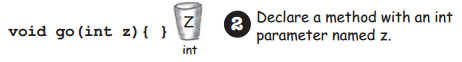 void go(int z){ }
Z
int
2
Declare a method with an int
parameter named z.